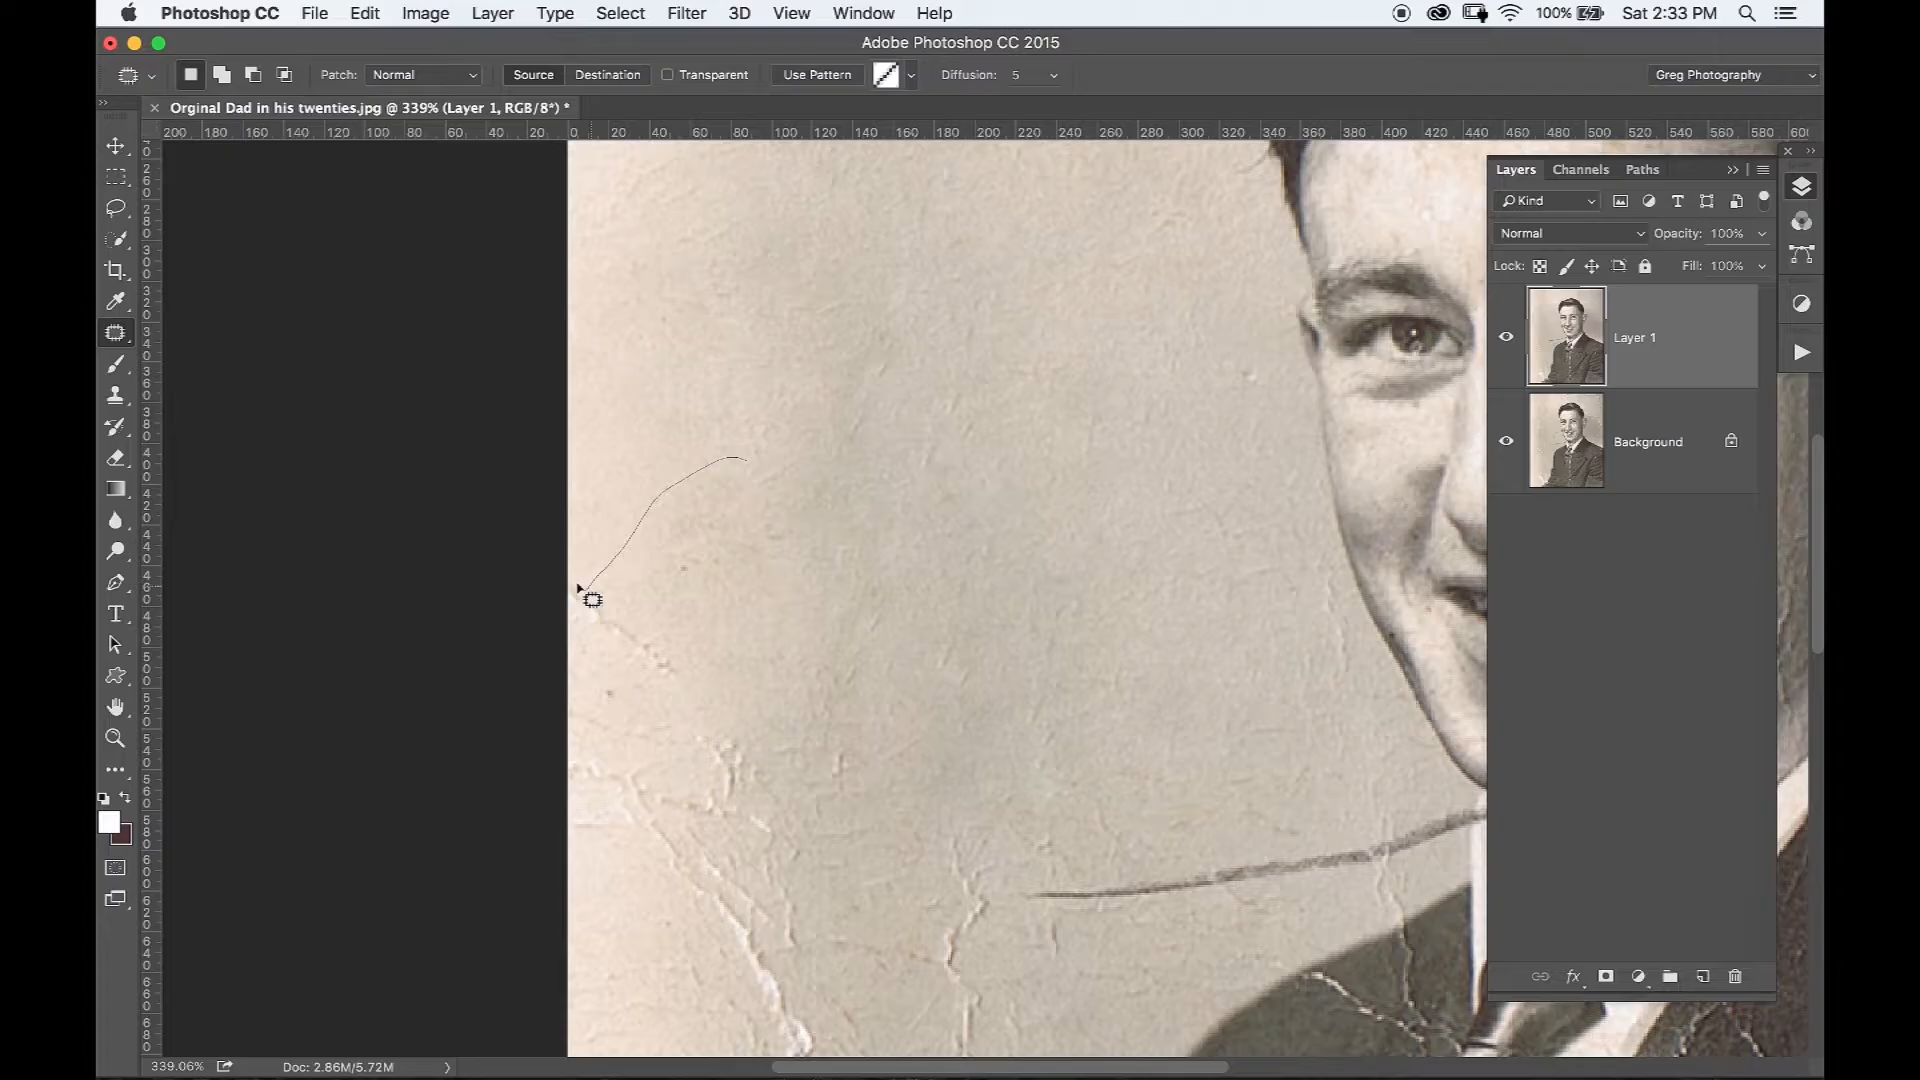 Photoshop CC File Edit Image Layer Type Select Filter 3D View Window Help 100% Sat 2:33 PM
Adobe Photoshop CC 2015
Patch: Normal Source Destination Transparent Use Pattern Diffusion: 5 Greg Photography
Orginal Dad in his twenties.jpg @ 339% (Layer 1, RGB/8*) *
200 180 160 140 120 100 80 60 40 20 0 20 40 60 80 100 120 140 160 180 200 220 240 260 280 300 320 340 360 380 400 420 440 460 480 500 520 540 560 580
Layers Channels Paths
Kind
Normal Opacity: 100%
Lock: Fill: 100%
Layer 1
Background
339.06% Doc: 2.86M/5.72M